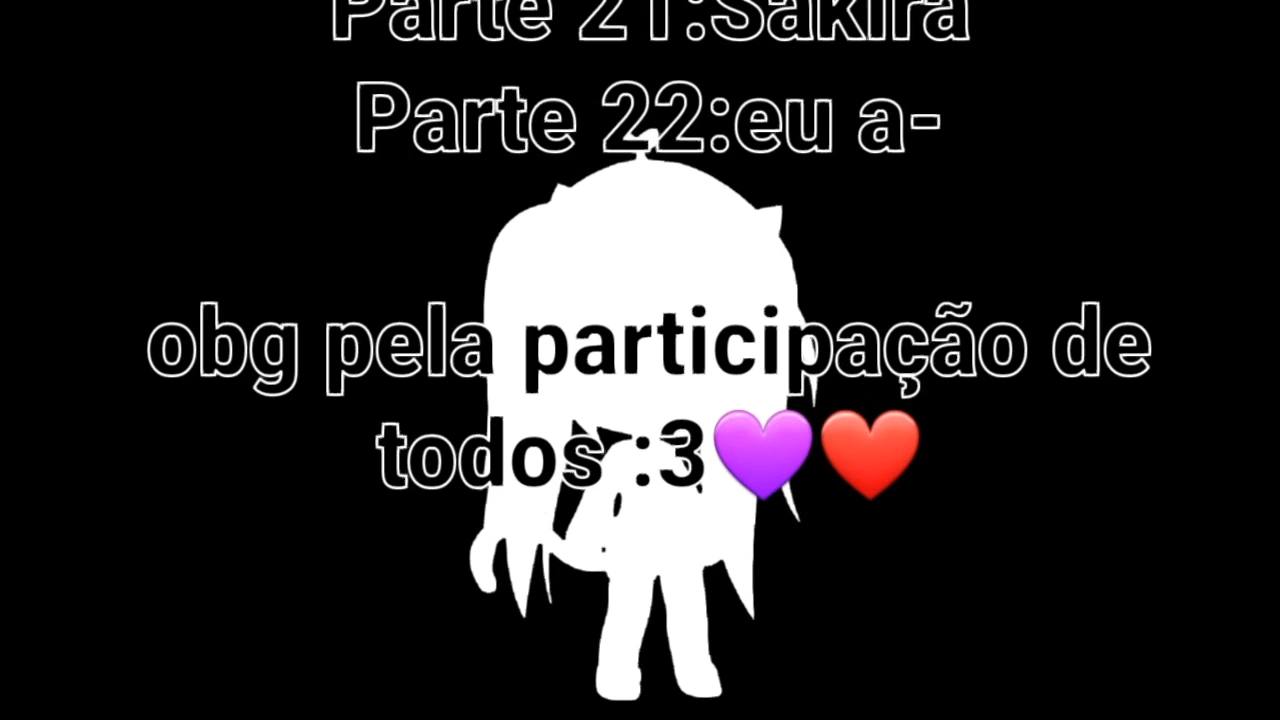 Parte 21:Sakira
Parte 22:eu a-
obg pela participação de
todos :3💜❤️